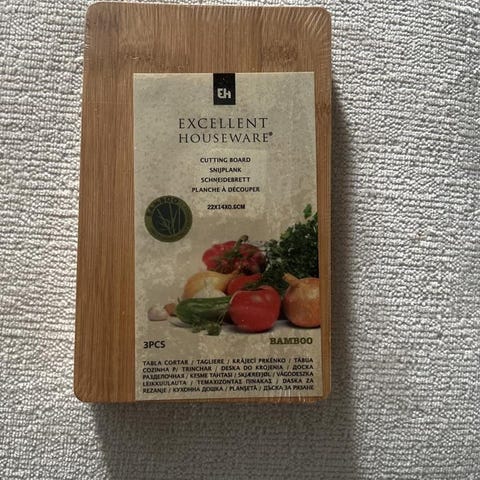 Eh
EXCELLENT
HOUSEWARE®
CUTTING BOARD
SNIJPLANK
SCHNEIDEBRETT
PLANCHE À DÉCOUPER
22X14X0.6CM
BAMBOO
3PCS
BAMBOO
TABLA CORTAR / TAGLIERE / KRÁJECÍ PRKÉNKO / TÁBUA
COZINHA P/ TRINCHAR / DESKA DO KROJENIA / ДОСКА
РАЗДЕЛОЧНАЯ / KESME TAHTASI / SKJÆREFJØL / VÁGÓDESZKA
LEIKKUULAUTA / ΤΕΜΑΧΙΖΟΝΤΑΣ ΠΙΝΑΚΑΣ / DASKA ZA
REZANJE / КУХОННА ДОШКА / PLANŞETĂ / ДЪСКА ЗА РЯЗАНЕ